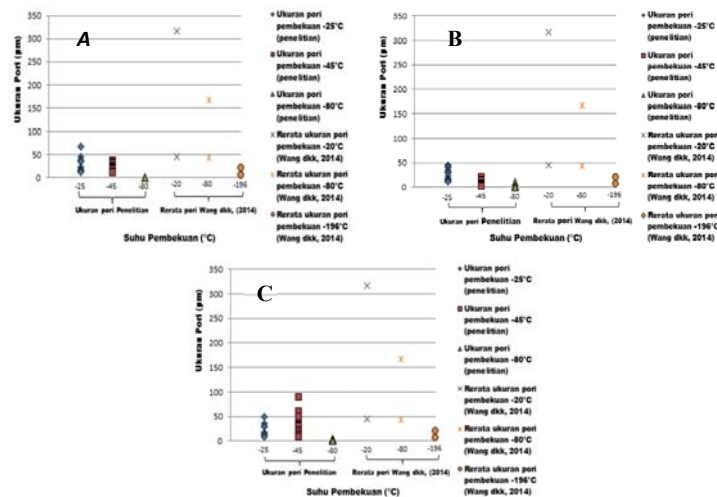 A
Ukuran Pori (µm)
350
300
250
200
150
100
50
0
-25
-45
-80
-20
-80
-196
Ukuran pori Penelitian
Rerata pori Wang dkk, (2014)
Suhu Pembekuan (°C)
Ukuran pori
pembekuan -25°C
(penelitian)
Ukuran pori
pembekuan -45°C
(penelitian)
Ukuran pori
pembekuan -80°C
(penelitian)
Rerata ukuran pori
pembekuan -20°C
(Wang dkk, 2014)
Rerata ukuran pori
pembekuan -80°C
(Wang dkk, 2014)
Rerata ukuran pori
pembekuan -196°C
(Wang dkk, 2014)
B
Ukuran Pori (µm)
350
300
250
200
150
100
50
0
-25
-45
-80
-20
-80
-196
Ukuran pori Penelitian
Rerata pori Wang dkk, (2014)
Suhu Pembekuan (°C)
Ukuran pori
pembekuan -25°C
(penelitian)
Ukuran pori
pembekuan -45°C
(penelitian)
Ukuran pori
pembekuan -80°C
(penelitian)
Rerata ukuran pori
pembekuan -20°C
(Wang dkk, 2014)
Rerata ukuran pori
pembekuan -80°C
(Wang dkk, 2014)
Rerata ukuran pori
pembekuan -196°C
(Wang dkk, 2014)
C
Ukuran Pori (µm)
350
300
250
200
150
100
50
0
-25
-45
-80
-20
-80
-196
Ukuran pori Penelitian
Rerata pori Wang dkk, (2014)
Suhu Pembekuan (°C)
Ukuran pori
pembekuan -25°C
(penelitian)
Ukuran pori
pembekuan -45°C
(penelitian)
Ukuran pori
pembekuan -80°C
(penelitian)
Rerata ukuran pori
pembekuan -20°C
(Wang dkk, 2014)
Rerata ukuran pori
pembekuan -80°C
(Wang dkk, 2014)
Rerata ukuran pori
pembekuan -196°C
(Wang dkk, 2014)